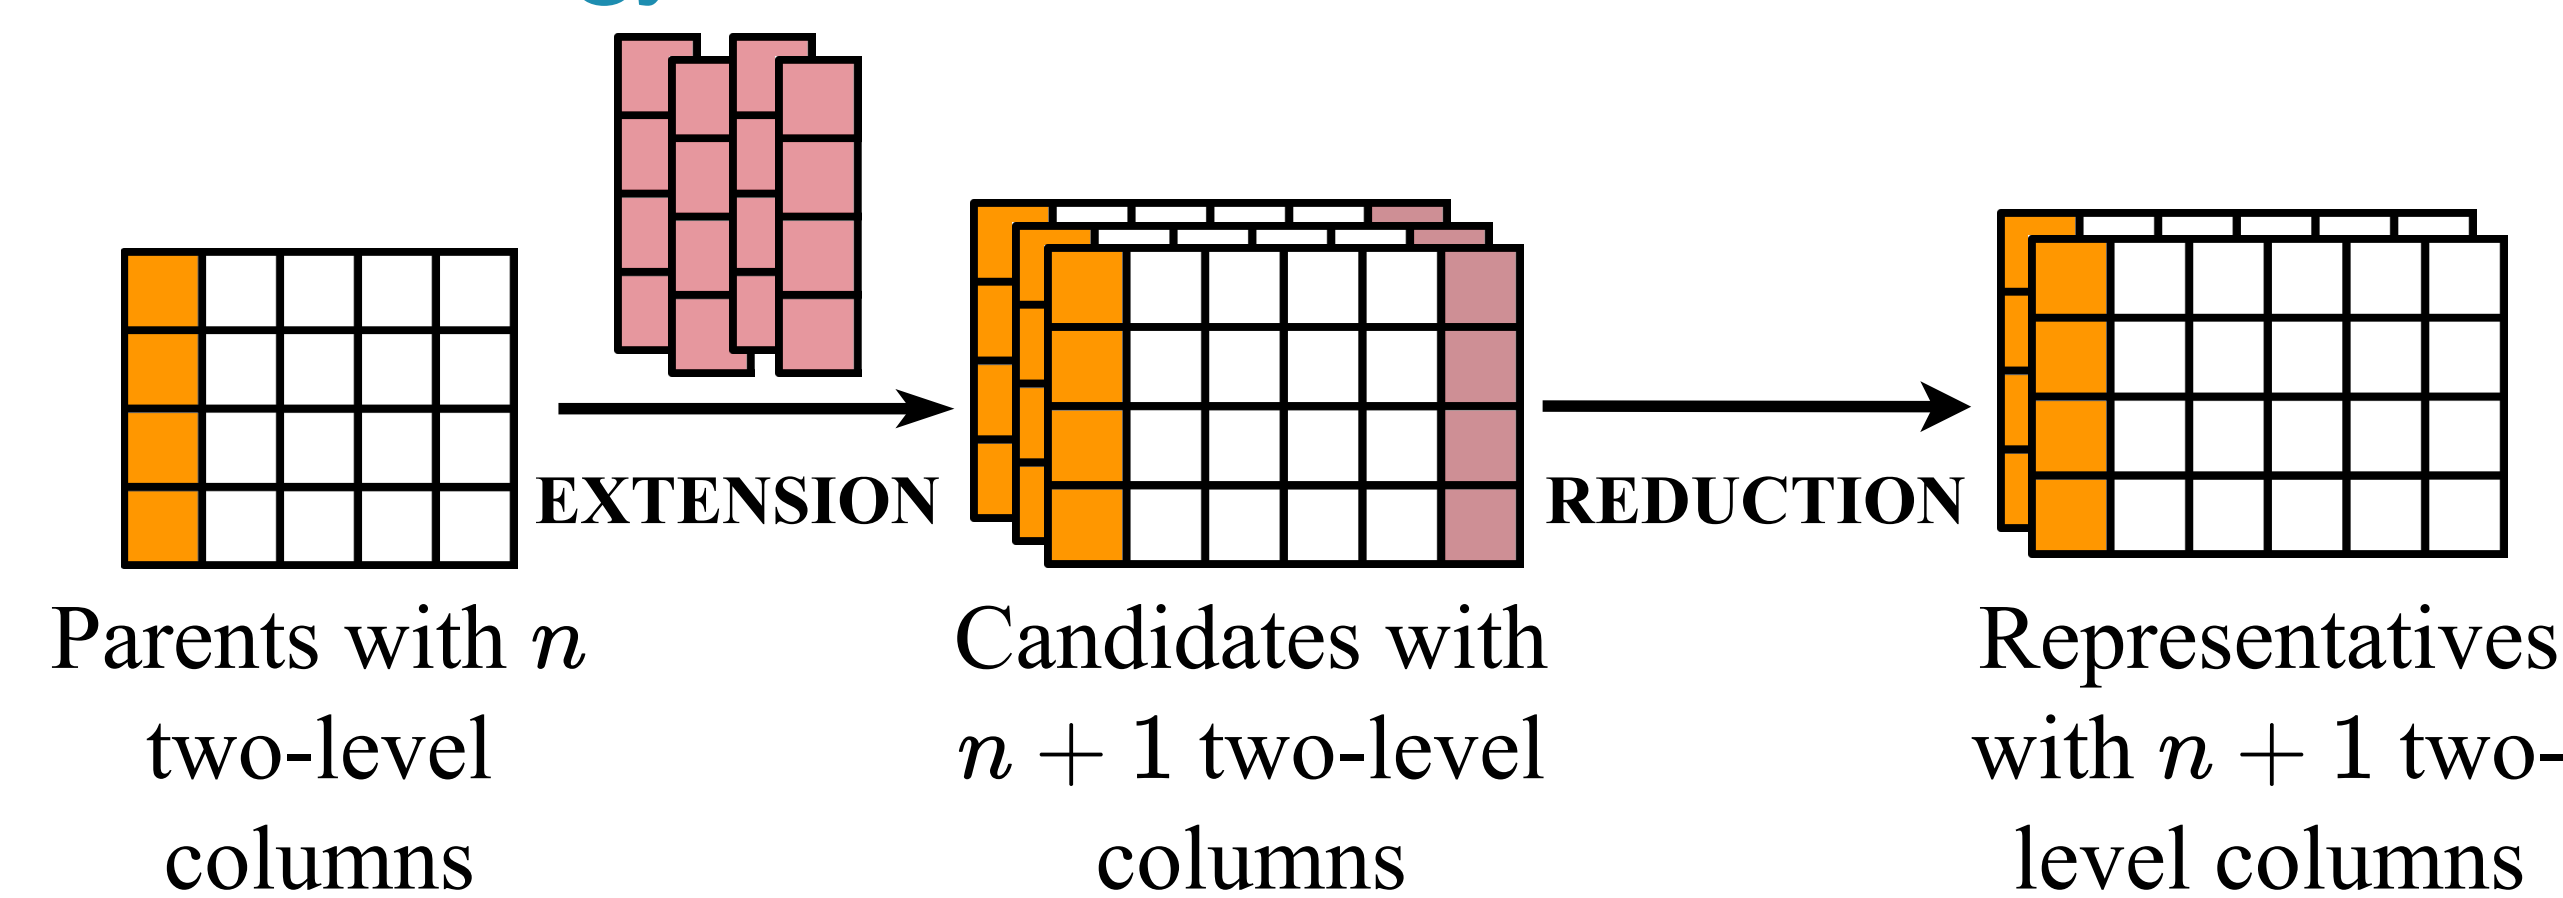 EXTENSION
REDUCTION
Parents with n
two-level
columns
Candidates with
n + 1 two-level
columns
Representatives
with n + 1 two-
level columns